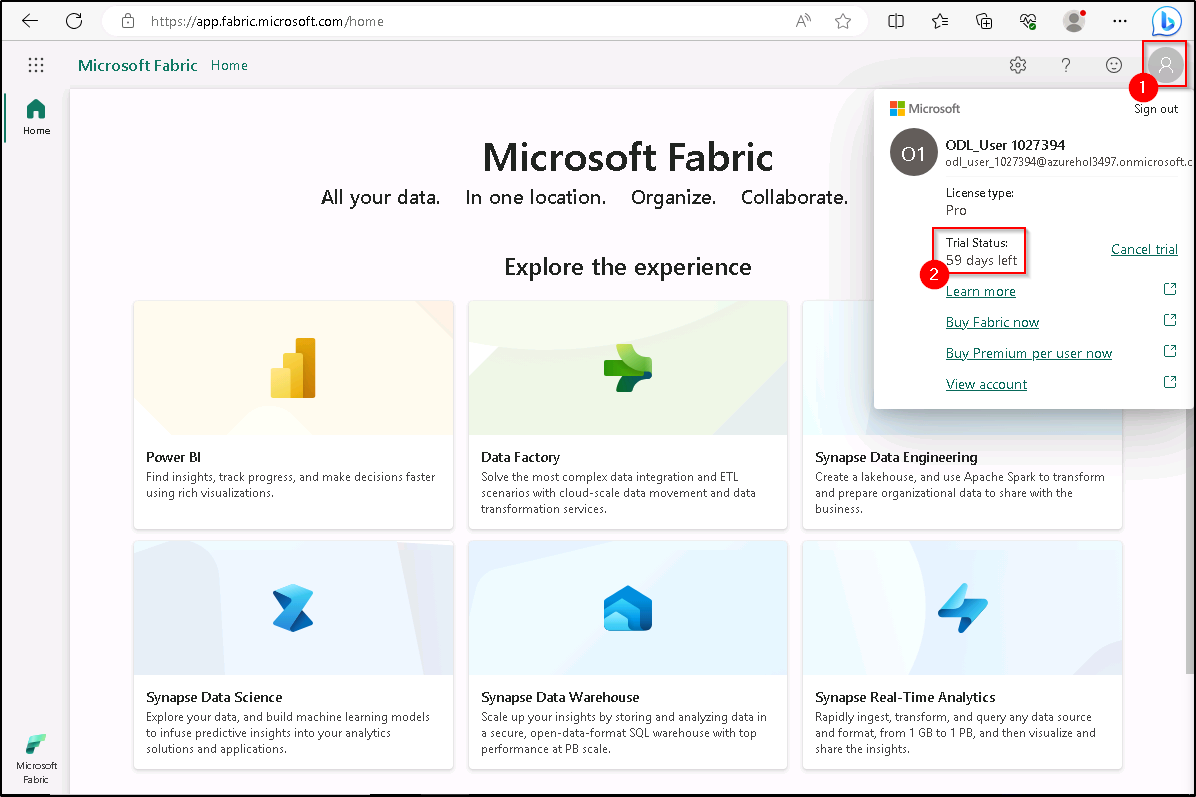 https://app.fabric.microsoft.com/home
Microsoft Fabric Home
1
Home
Microsoft
Sign out
O1
ODL_User 1027394
odl_user_1027394@azurehol3497.onmicrosoft.c
License type:
Pro
Trial Status:
59 days left
Cancel trial
2
Learn more
Buy Fabric now
Buy Premium per user now
View account
Microsoft Fabric
All your data. In one location. Organize. Collaborate.
Explore the experience
Power BI
Find insights, track progress, and make decisions faster
using rich visualizations.
Data Factory
Solve the most complex data integration and ETL
scenarios with cloud-scale data movement and data
transformation services.
Synapse Data Engineering
Create a lakehouse, and use Apache Spark to transform
and prepare organizational data to share with the
business.
Synapse Data Science
Explore your data, and build machine learning models
to infuse predictive insights into your analytics
solutions and applications.
Synapse Data Warehouse
Scale up your insights by storing and analyzing data in
a secure, open-data-format SQL warehouse with top
performance at PB scale.
Synapse Real-Time Analytics
Rapidly ingest, transform, and query any data source
and format, from 1 GB to 1 PB, and then visualize and
share the insights.
Microsoft
Fabric